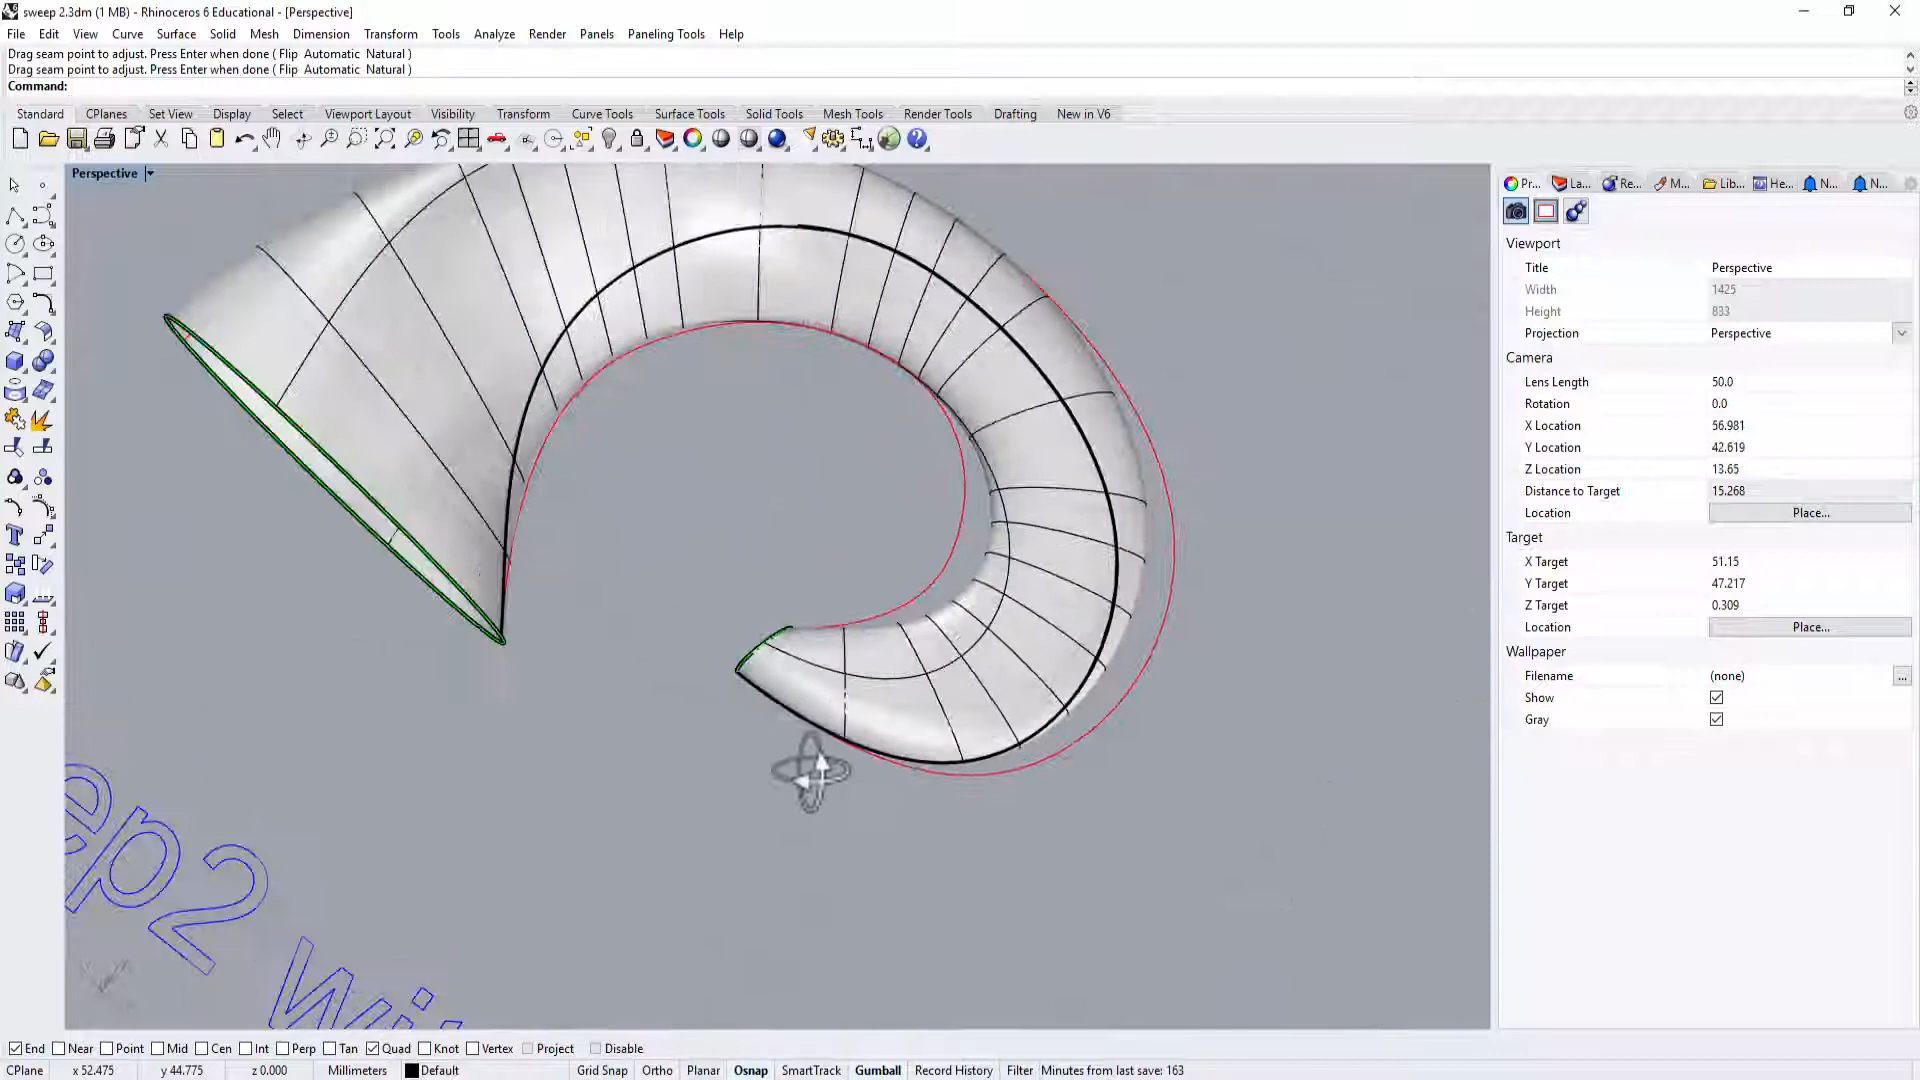 sweep 2.3dm (1 MB) - Rhinoceros 6 Educational - [Perspective]
File Edit View Curve Surface Solid Mesh Dimension Transform Tools Analyze Render Panels Paneling Tools Help
Drag seam point to adjust. Press Enter when done ( Flip Automatic Natural )
Drag seam point to adjust. Press Enter when done ( Flip Automatic Natural )
Command:
Standard CPlanes Set View Display Select Viewport Layout Visibility Transform Curve Tools Surface Tools Solid Tools Mesh Tools Render Tools Drafting New in V6
Perspective
Pr... La... Re... M... Lib... He... N... N...
Viewport
Title Perspective
Width 1425
Height 833
Projection Perspective
Camera
Lens Length 50.0
Rotation 0.0
X Location 56.981
Y Location 42.619
Z Location 13.65
Distance to Target 15.268
Location Place...
Target
X Target 51.15
Y Target 47.217
Z Target 0.309
Location Place...
Wallpaper
Filename (none) ...
Show
Gray
ep2 wi
End Near Point Mid Cen Int Perp Tan Quad Knot Vertex Project Disable
CPlane x 52.475 y 44.775 z 0.000 Millimeters Default Grid Snap Ortho Planar Osnap SmartTrack Gumball Record History Filter Minutes from last save: 163